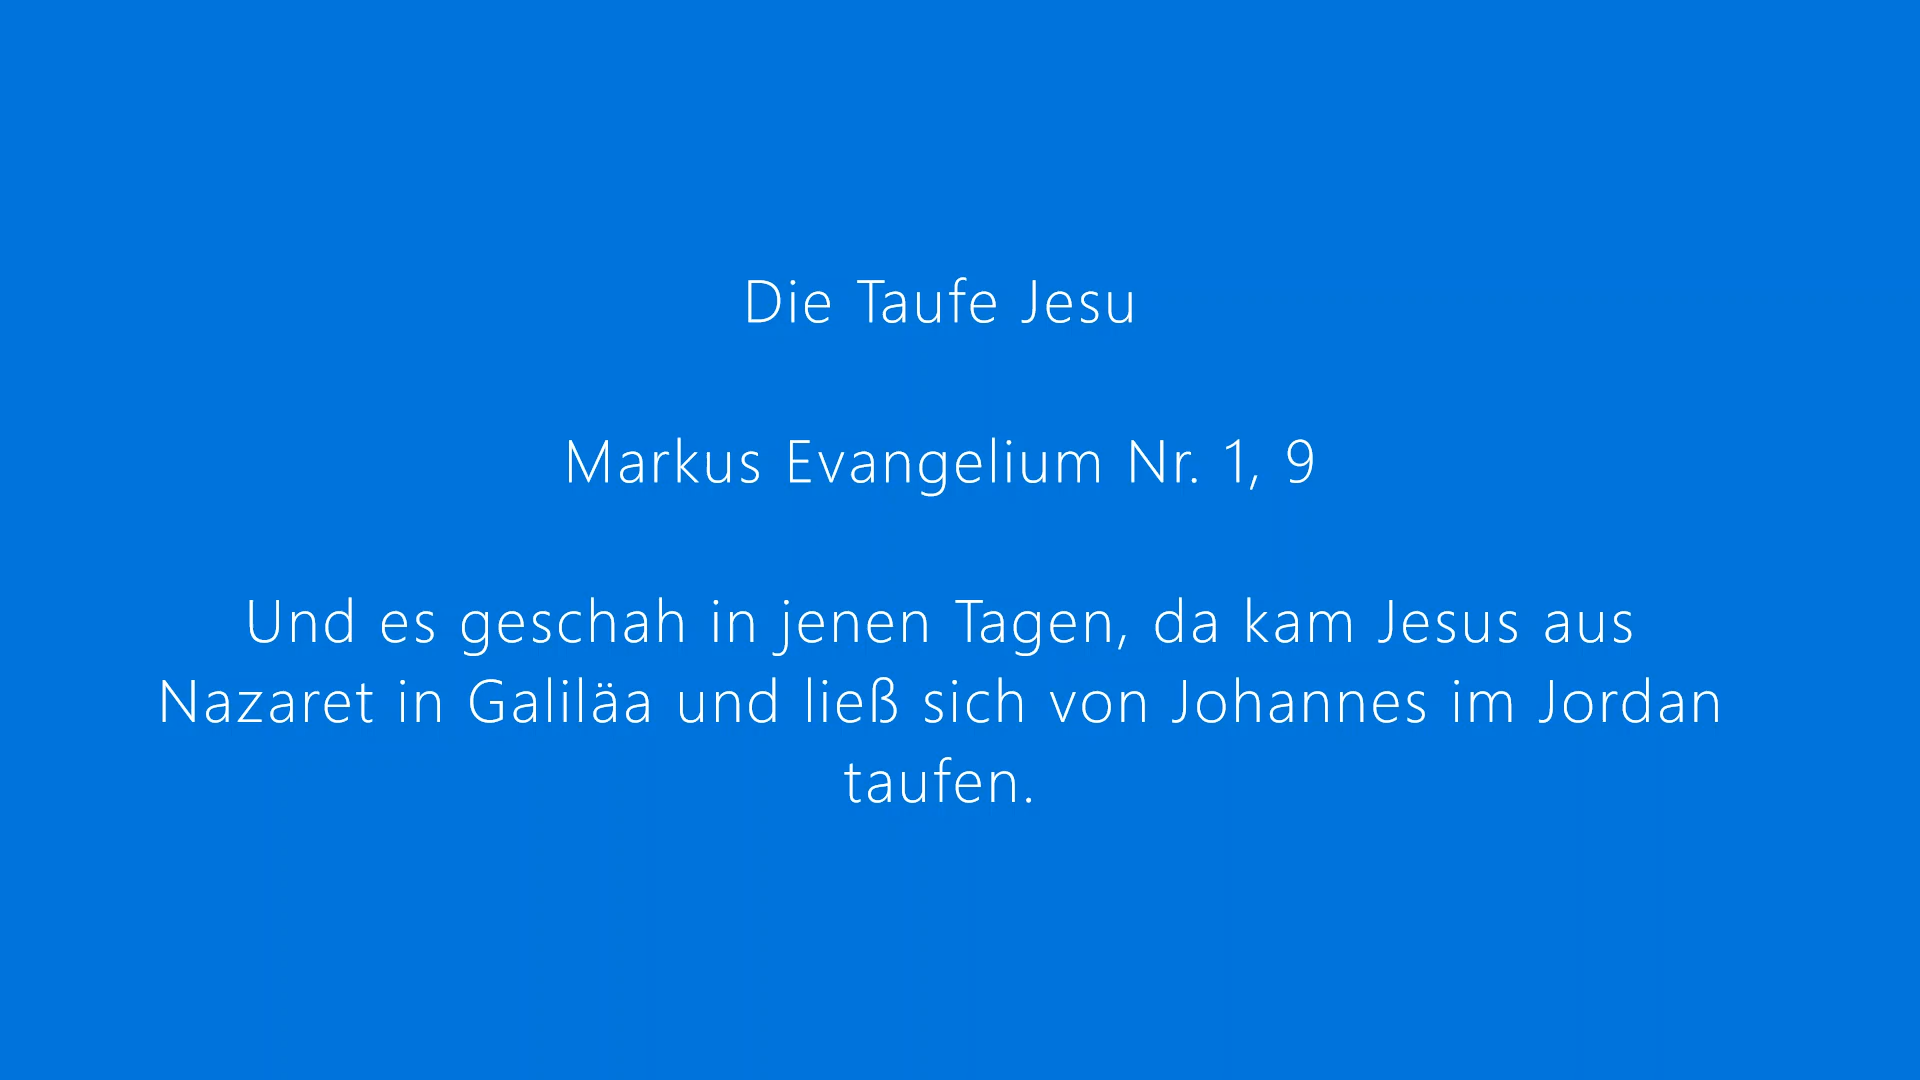 Die Taufe Jesu
Markus Evangelium Nr. 1, 9
Und es geschah in jenen Tagen, da kam Jesus aus
Nazaret in Galiläa und ließ sich von Johannes im Jordan
taufen.